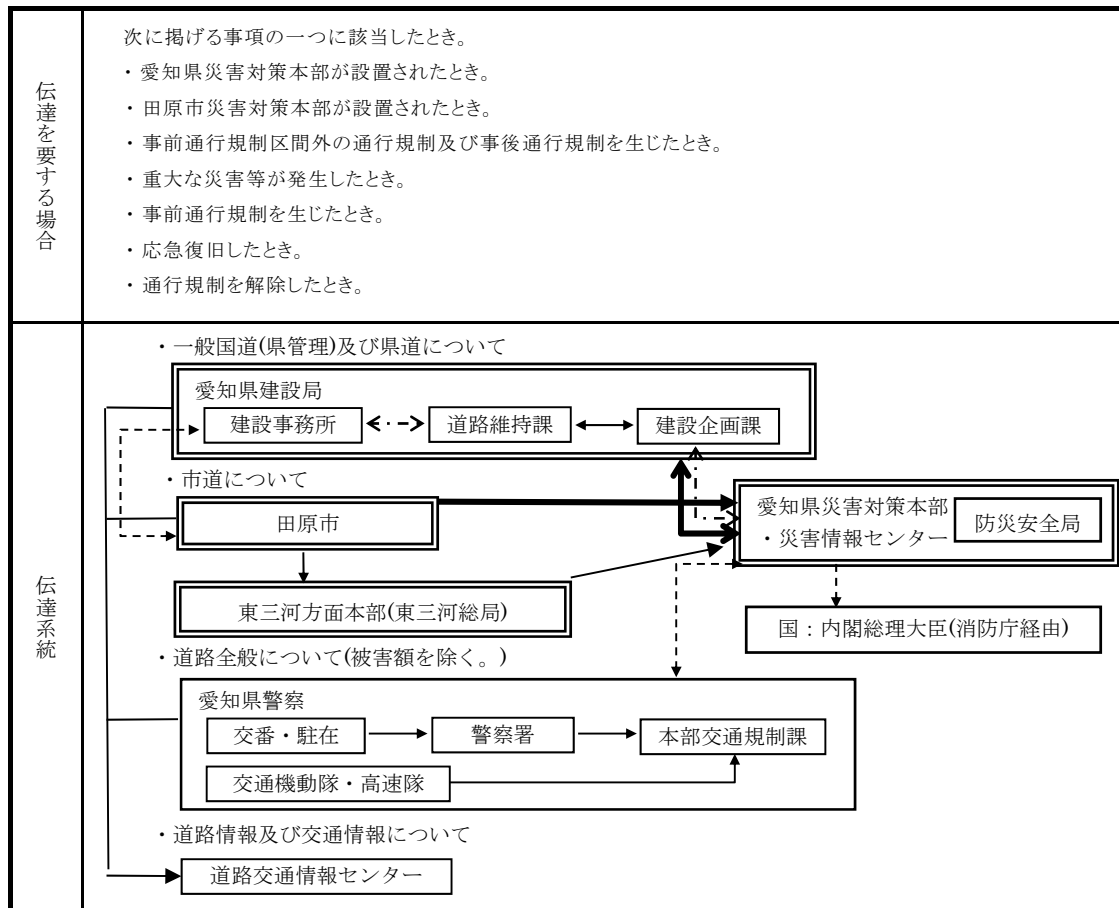 伝達を要する場合
次に掲げる事項の一つに該当したとき。
・愛知県災害対策本部が設置されたとき。
・田原市災害対策本部が設置されたとき。
・事前通行規制区間外の通行規制及び事後通行規制を生じたとき。
・重大な災害等が発生したとき。
・事前通行規制を生じたとき。
・応急復旧したとき。
・通行規制を解除したとき。
伝達系統
・一般国道(県管理)及び県道について
愛知県建設局
建設事務所
道路維持課
建設企画課
・市道について
田原市
愛知県災害対策本部
・災害情報センター
防災安全局
東三河方面本部(東三河総局)
国：内閣総理大臣(消防庁経由)
・道路全般について(被害額を除く。)
愛知県警察
交番・駐在
警察署
本部交通規制課
交通機動隊・高速隊
・道路情報及び交通情報について
道路交通情報センター